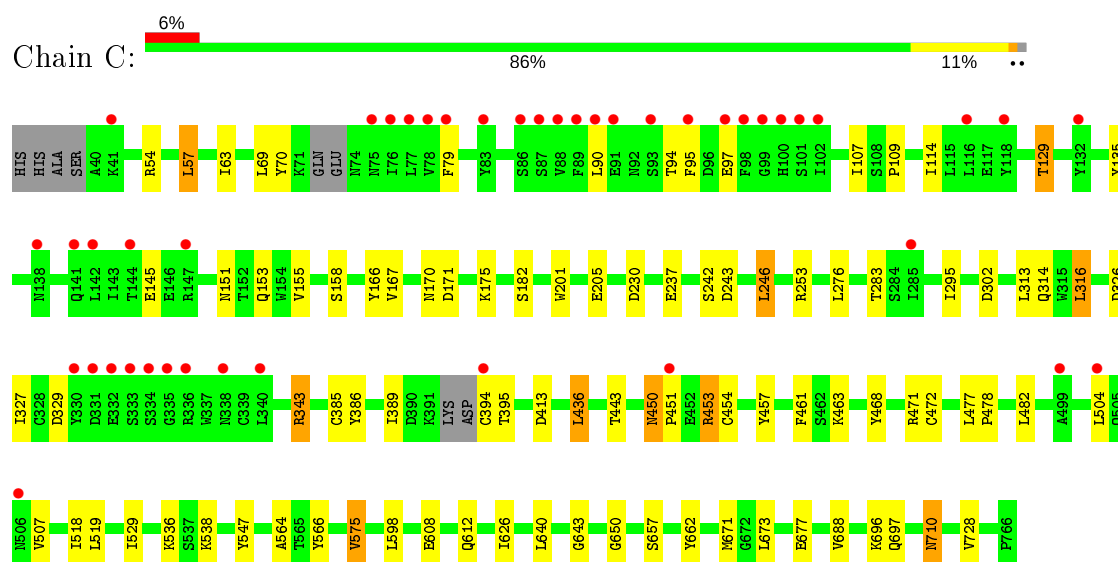 6%
Chain C:
86% 11% ••
HIS HIS ALA SER A40 K41 R54 L57 I63 L69 Y70 K71 GLN GLU N74 N75 I76 L77 V78 F79 Y83 S86 S87 V88 F89 L90 E91 N92 S93 T94 F95 D96 E97 F98 G99 H100 S101 I102 I107 S108 P109 I114 L115 L116 E117 Y118 T129 Y132 Y135
N138 Q141 L142 I143 T144 E145 E146 R147 N151 T152 Q153 W154 V155 S158 Y166 V167 N170 D171 K175 S182 W201 E205 D230 E237 S242 D243 L246 R253 L276 T283 S284 I285 I295 D302 L313 Q314 W315 L316 D326
I327 C328 D329 Y330 D331 E332 S333 S334 G335 R336 W337 N338 C339 L340 R343 C385 Y386 I389 D390 K391 LYS ASP C394 T395 D413 L436 T443 N450 P451 E452 R453 C454 Y457 F461 S462 K463 Y468 R471 C472 L477 P478 L482 A499 L504 Q505
N506 V507 I518 L519 I529 K536 S537 K538 Y547 A564 T565 Y566 V575 L598 E608 Q612 I626 L640 G643 G650 S657 Y662 M671 G672 L673 E677 V688 K696 Q697 N710 V728 P766